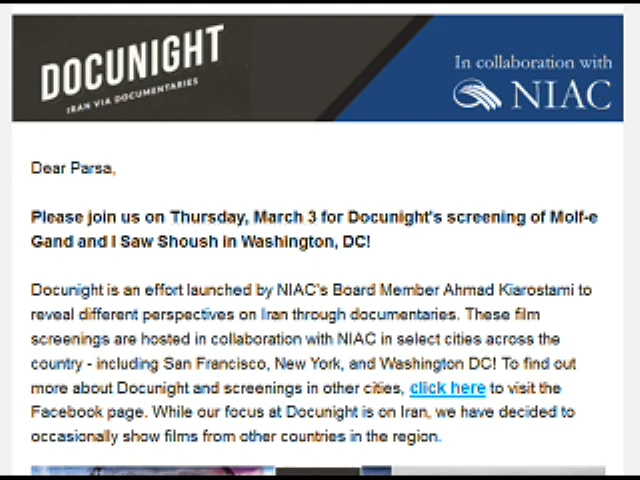 DOCUNIGHT
IRAN VIA DOCUMENTARIES
In collaboration with
NIAC
Dear Parsa,
Please join us on Thursday, March 3 for Docunight's screening of Molf-e
Gand and I Saw Shoush in Washington, DC!
Docunight is an effort launched by NIAC's Board Member Ahmad Kiarostami to
reveal different perspectives on Iran through documentaries. These film
screenings are hosted in collaboration with NIAC in select cities across the
country - including San Francisco, New York, and Washington DC! To find out
more about Docunight and screenings in other cities, click here to visit the
Facebook page. While our focus at Docunight is on Iran, we have decided to
occasionally show films from other countries in the region.